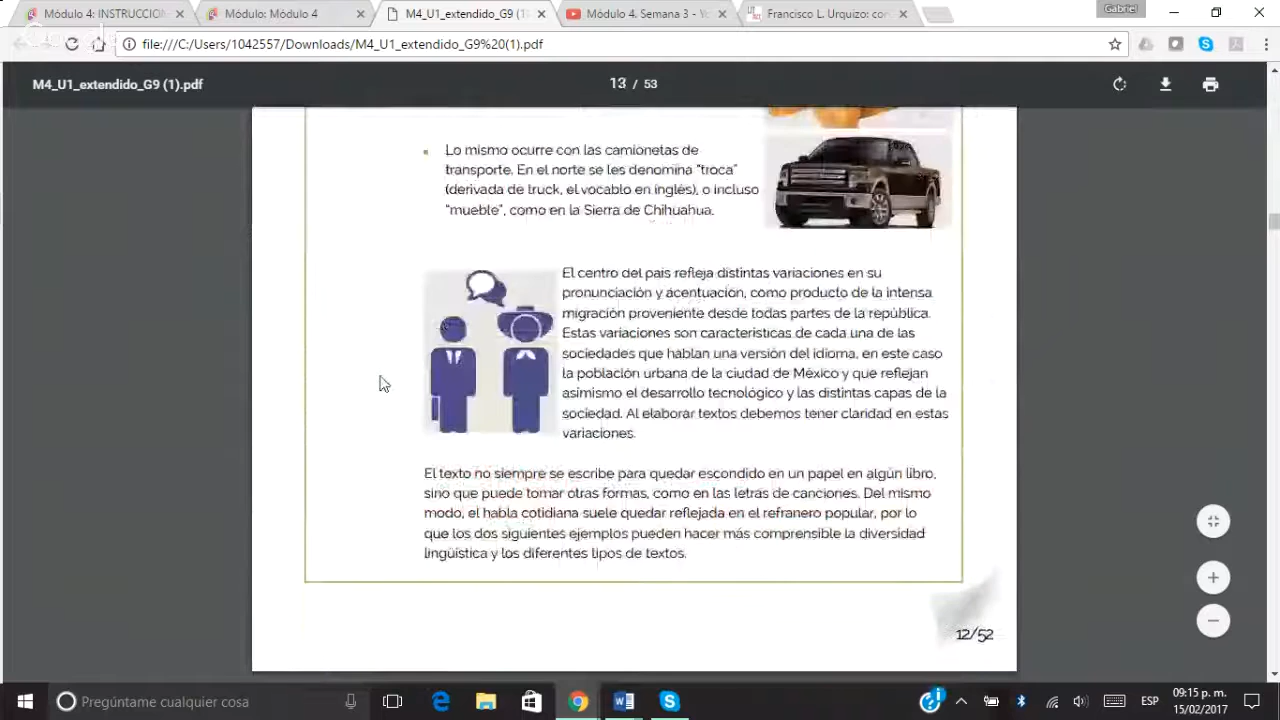 Módulo 4: INSTRUCCION
Módulo: Módulo 4
M4_U1_extendido_G9 (1
Módulo 4. Semana 3 - Y
Francisco L. Urquizo: con
Gabriel
file:///C:/Users/1042557/Downloads/M4_U1_extendido_G9%20(1).pdf
M4_U1_extendido_G9 (1).pdf
13 / 53
Lo mismo ocurre con las camionetas de
transporte. En el norte se les denomina "troca"
(derivada de truck, el vocablo en inglés), o incluso
"mueble", como en la Sierra de Chihuahua.
El centro del país refleja distintas variaciones en su
pronunciación y acentuación, como producto de la intensa
migración proveniente desde todas partes de la república.
Estas variaciones son características de cada una de las
sociedades que hablan una versión del idioma, en este caso
la población urbana de la ciudad de México y que reflejan
asimismo el desarrollo tecnológico y las distintas capas de la
sociedad. Al elaborar textos debemos tener claridad en estas
variaciones.
El texto no siempre se escribe para quedar escondido en un papel en algún libro,
sino que puede tomar otras formas, como en las letras de canciones. Del mismo
modo, el habla cotidiana suele quedar reflejada en el refranero popular, por lo
que los dos siguientes ejemplos pueden hacer más comprensible la diversidad
lingüística y los diferentes tipos de textos.
12/52
Pregúntame cualquier cosa
ESP
09:15 p. m.
15/02/2017